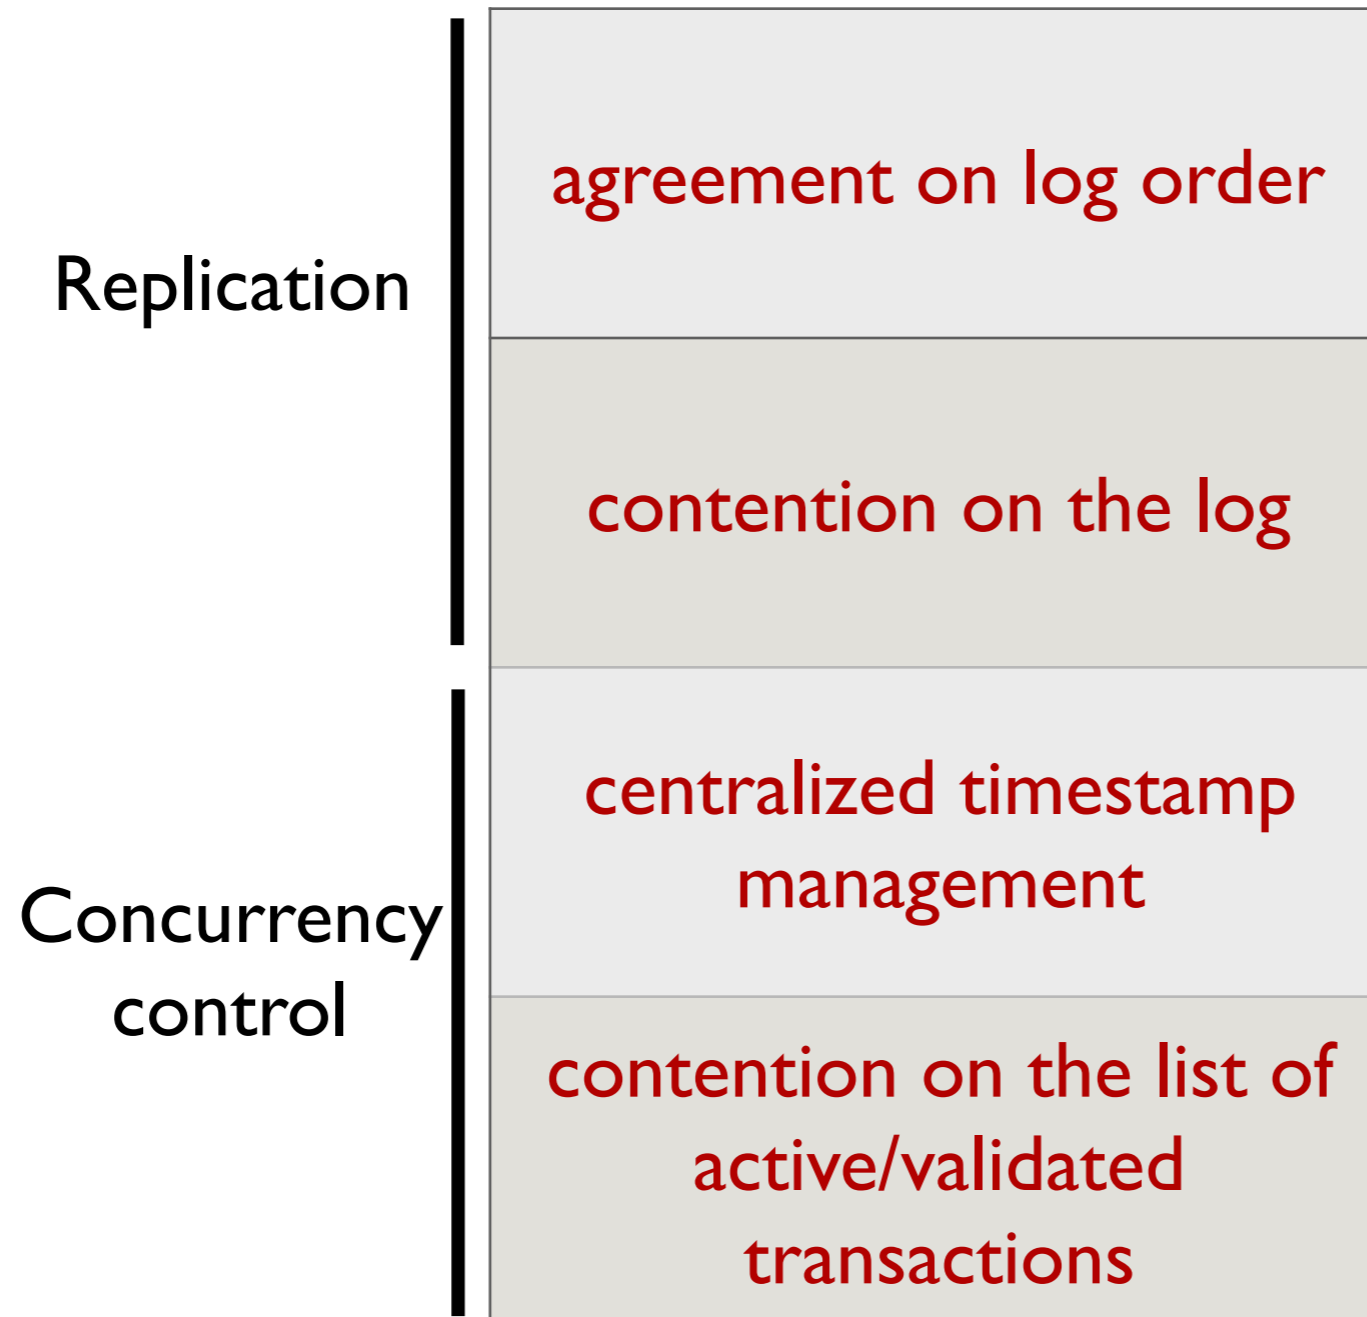 Replication
agreement on log order
contention on the log
Concurrency
control
centralized timestamp
management
contention on the list of
active/validated
transactions